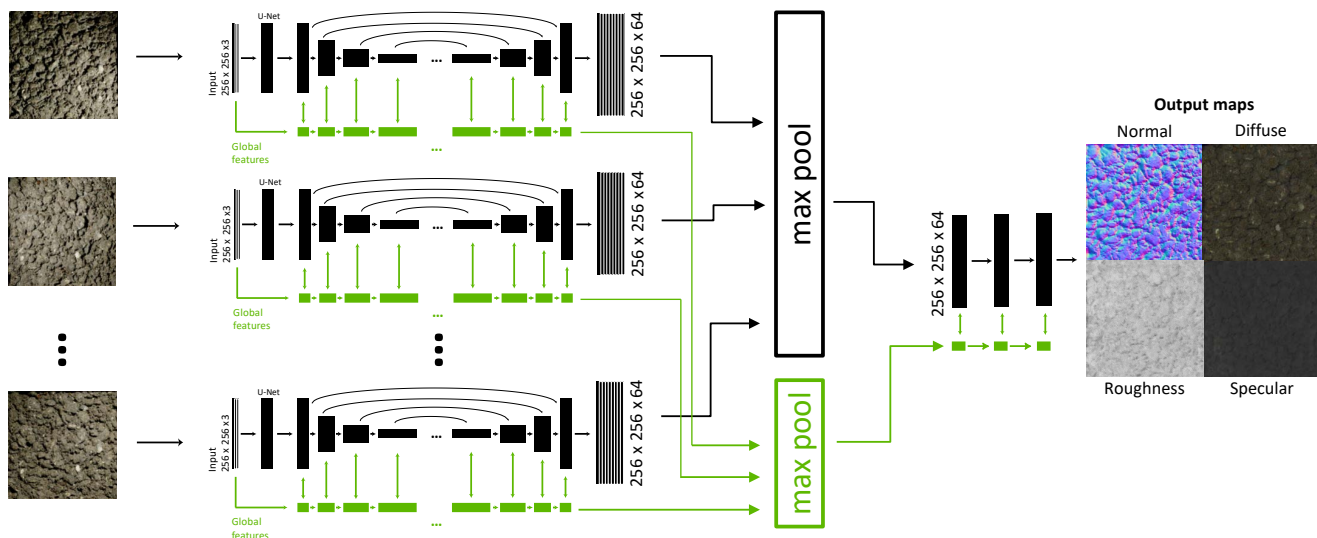 U-Net
Input
256 x 256 x3
Global
features
...
...
256 x 256 x 64
U-Net
Input
256 x 256 x3
Global
features
...
...
256 x 256 x 64
U-Net
Input
256 x 256 x3
Global
features
...
...
256 x 256 x 64
max pool
max pool
256 x 256 x 64
Output maps
Normal
Diffuse
Roughness
Specular